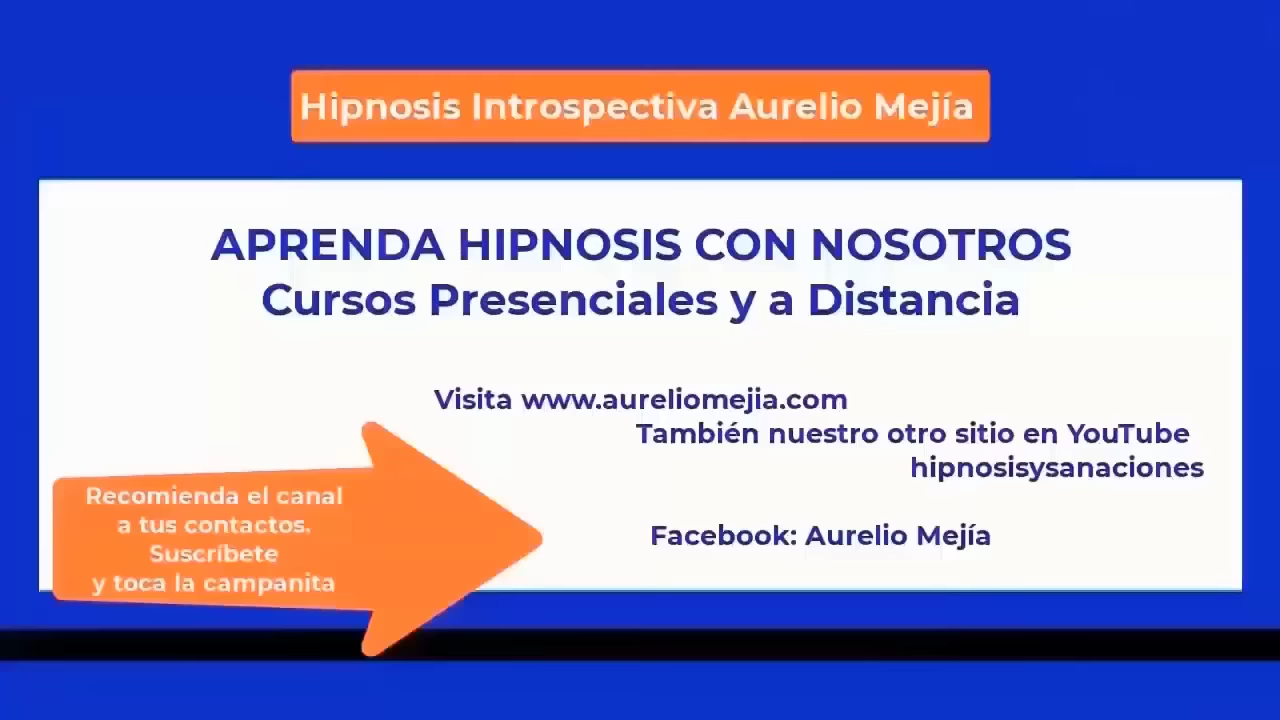 Hipnosis Introspectiva Aurelio Mejía
APRENDA HIPNOSIS CON NOSOTROS
Cursos Presenciales y a Distancia
Visita www.aureliomejia.com
También nuestro otro sitio en YouTube
hipnosisysanaciones
Facebook: Aurelio Mejía
Recomienda el canal
a tus contactos.
Suscríbete
y toca la campanita